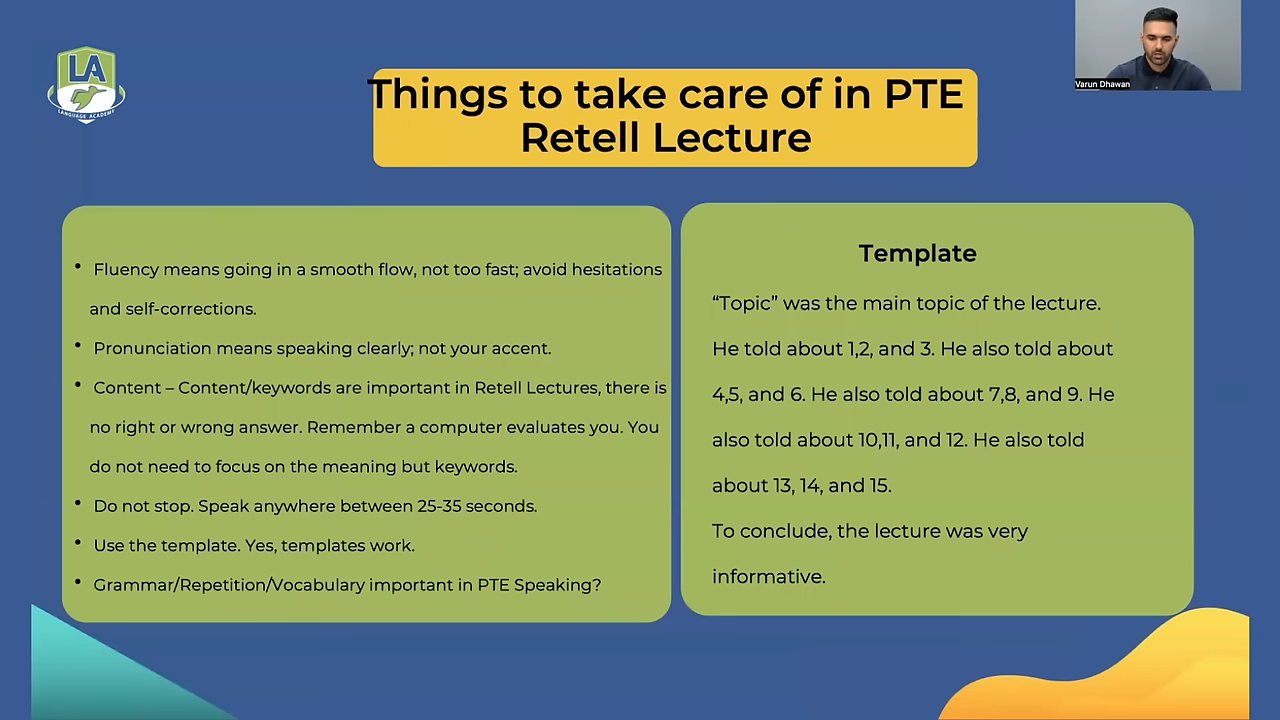 LA
LANGUAGE ACADEMY
Varun Dhawan
Things to take care of in PTE
Retell Lecture
• Fluency means going in a smooth flow, not too fast; avoid hesitations
and self-corrections.
• Pronunciation means speaking clearly; not your accent.
• Content – Content/keywords are important in Retell Lectures, there is
no right or wrong answer. Remember a computer evaluates you. You
do not need to focus on the meaning but keywords.
• Do not stop. Speak anywhere between 25-35 seconds.
• Use the template. Yes, templates work.
• Grammar/Repetition/Vocabulary important in PTE Speaking?
Template
“Topic” was the main topic of the lecture.
He told about 1,2, and 3. He also told about
4,5, and 6. He also told about 7,8, and 9. He
also told about 10,11, and 12. He also told
about 13, 14, and 15.
To conclude, the lecture was very
informative.